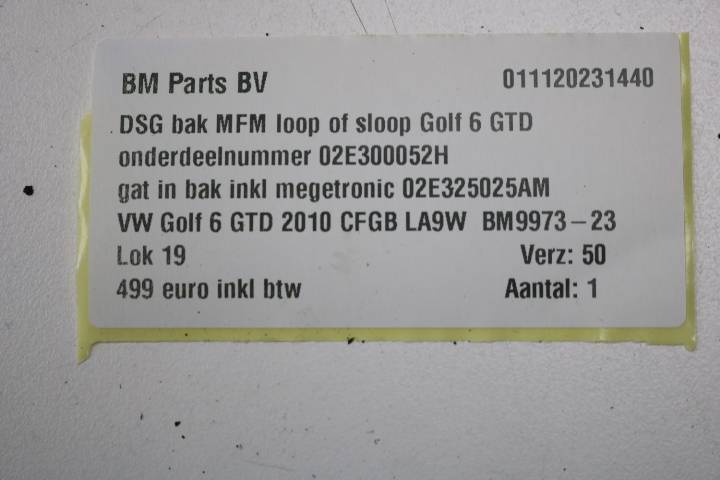 BM Parts BV 011120231440
DSG bak MFM loop of sloop Golf 6 GTD
onderdeelnummer 02E300052H
gat in bak inkl megetronic 02E325025AM
VW Golf 6 GTD 2010 CFGB LA9W BM9973-23
Lok 19 Verz: 50
499 euro inkl btw Aantal: 1